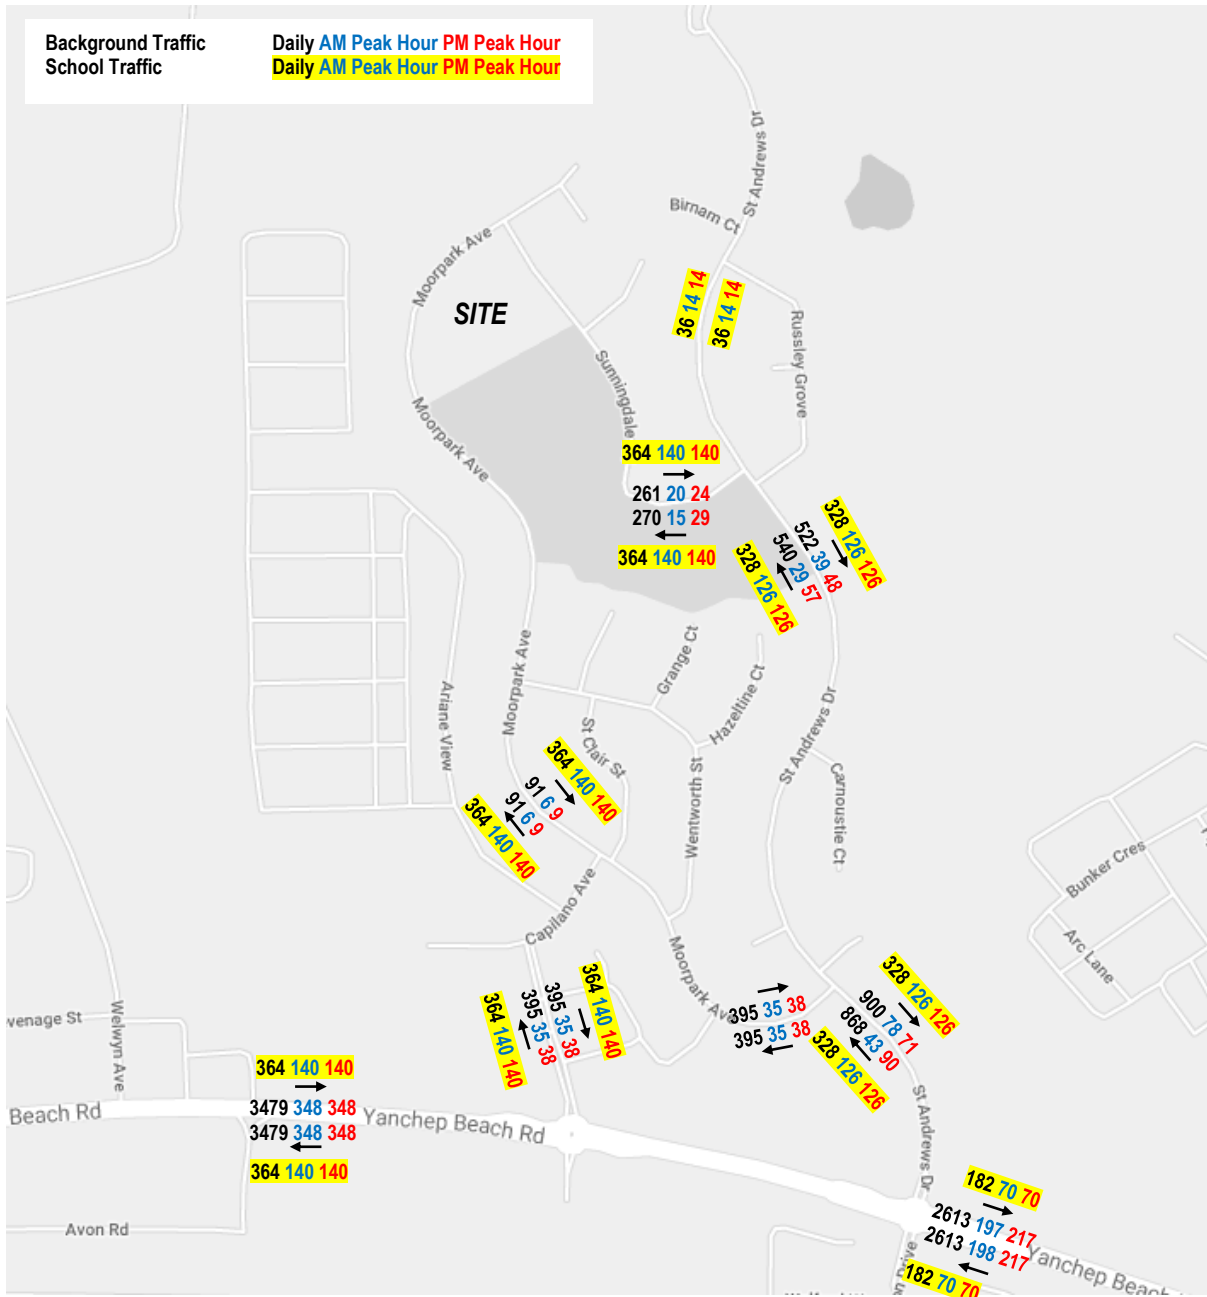 Background Traffic Daily AM Peak Hour PM Peak Hour
School Traffic Daily AM Peak Hour PM Peak Hour
St Andrews Dr
Birnam Ct
St Andrews Dr
Moorpark Ave
SITE
36 14 14
36 14 14
Russley Grove
Sunningdale
Moorpark Ave
364 140 140
261 20 24
270 15 29
364 140 140
328 126 126
522 39 48
540 29 57
328 126 126
Grange Ct
Hazeltine Ct
Moorpark Ave
Ariane View
St Clair St
St Andrews Dr
Carnoustie Ct
Wentworth St
364 140 140
91 6 9
91 6 9
364 140 140
Bunker Cres
Arc Lane
Capilano Ave
Moorpark Ave
364 140 140
395 35 38
395 35 38
364 140 140
395 35 38
395 35 38
328 126 126
900 78 71
868 43 90
328 126 126
wenage St
Welwyn Ave
364 140 140
3479 348 348
3479 348 348
364 140 140
Beach Rd
Yanchep Beach Rd
St Andrews Dr
182 70 70
2613 197 217
2613 198 217
182 70 70
Yanchep Beac
Avon Rd
on Drive